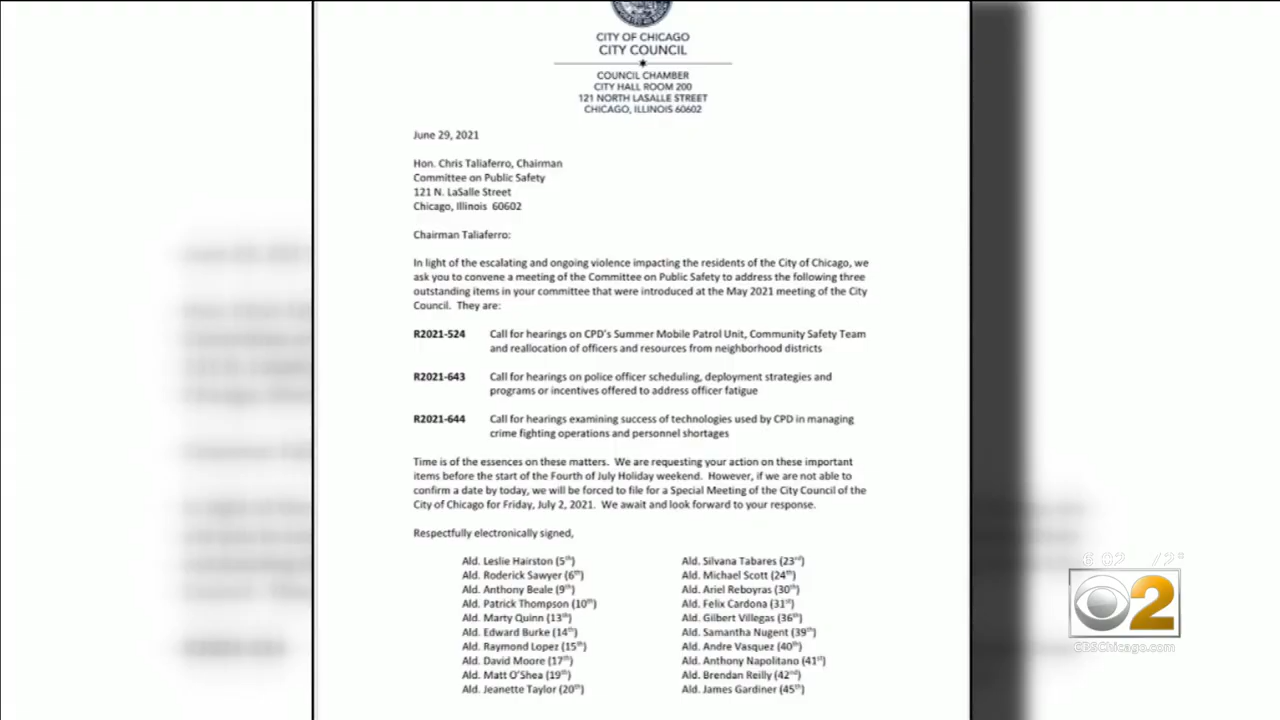 CITY OF CHICAGO
CITY COUNCIL
COUNCIL CHAMBER
CITY HALL ROOM 200
121 NORTH LASALLE STREET
CHICAGO, ILLINOIS 60602
June 29, 2021
Hon. Chris Taliaferro, Chairman
Committee on Public Safety
121 N. LaSalle Street
Chicago, Illinois 60602
Chairman Taliaferro:
In light of the escalating and ongoing violence impacting the residents of the City of Chicago, we
ask you to convene a meeting of the Committee on Public Safety to address the following three
outstanding items in your committee that were introduced at the May 2021 meeting of the City
Council. They are:
R2021-524 Call for hearings on CPD's Summer Mobile Patrol Unit, Community Safety Team
and reallocation of officers and resources from neighborhood districts
R2021-643 Call for hearings on police officer scheduling, deployment strategies and
programs or incentives offered to address officer fatigue
R2021-644 Call for hearings examining success of technologies used by CPD in managing
crime fighting operations and personnel shortages
Time is of the essences on these matters. We are requesting your action on these important
items before the start of the Fourth of July Holiday weekend. However, if we are not able to
confirm a date by today, we will be forced to file for a Special Meeting of the City Council of the
City of Chicago for Friday, July 2, 2021. We await and look forward to your response.
Respectfully electronically signed,
Ald. Leslie Hairston (5th)
Ald. Roderick Sawyer (6th)
Ald. Anthony Beale (9th)
Ald. Patrick Thompson (10th)
Ald. Marty Quinn (13th)
Ald. Edward Burke (14th)
Ald. Raymond Lopez (15th)
Ald. David Moore (17th)
Ald. Matt O'Shea (19th)
Ald. Jeanette Taylor (20th)
Ald. Silvana Tabares (23rd)
Ald. Michael Scott (24th)
Ald. Ariel Reboyras (30th)
Ald. Felix Cardona (31st)
Ald. Gilbert Villegas (36th)
Ald. Samantha Nugent (39th)
Ald. Andre Vasquez (40th)
Ald. Anthony Napolitano (41st)
Ald. Brendan Reilly (42nd)
Ald. James Gardiner (45th)
6:02 72°
2
CBSChicago.com